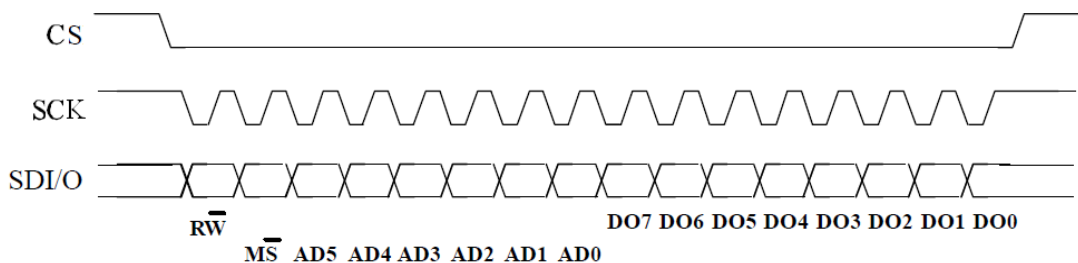 CS
SCK
SDI/O
RW̅ DO7 DO6 DO5 DO4 DO3 DO2 DO1 DO0
MS̅ AD5 AD4 AD3 AD2 AD1 AD0